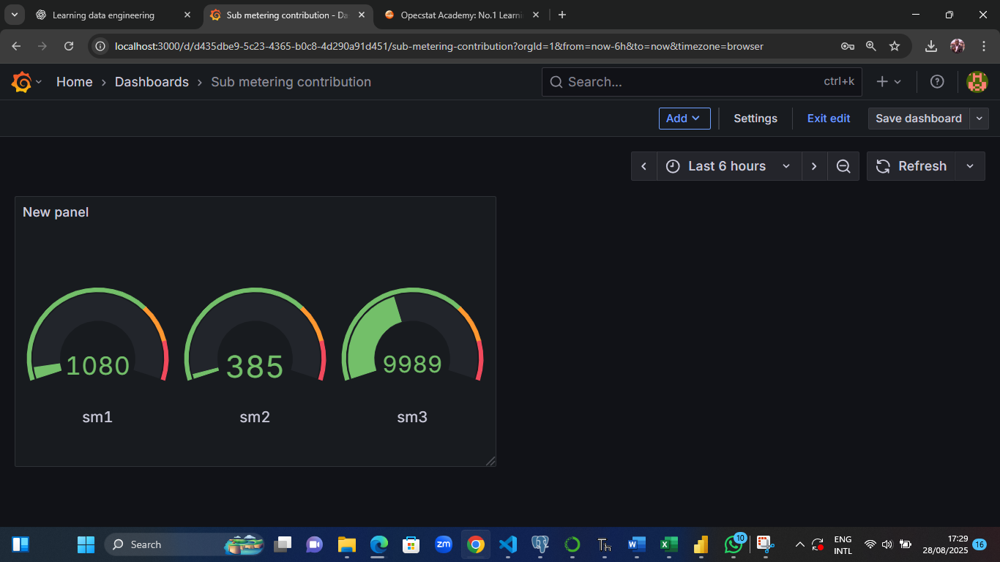 Learning data engineering
Sub metering contribution - Da
Opecstat Academy: No.1 Learni
localhost:3000/d/d435dbe9-5c23-4365-b0c8-4d290a91d451/sub-metering-contribution?orgId=1&from=now-6h&to=now&timezone=browser
Home › Dashboards › Sub metering contribution
Search...
ctrl+k
Add
Settings
Exit edit
Save dashboard
Last 6 hours
Refresh
New panel
1080
385
9989
sm1
sm2
sm3
Search
zm
Th
10
ENG
INTL
17:29
28/08/2025
16